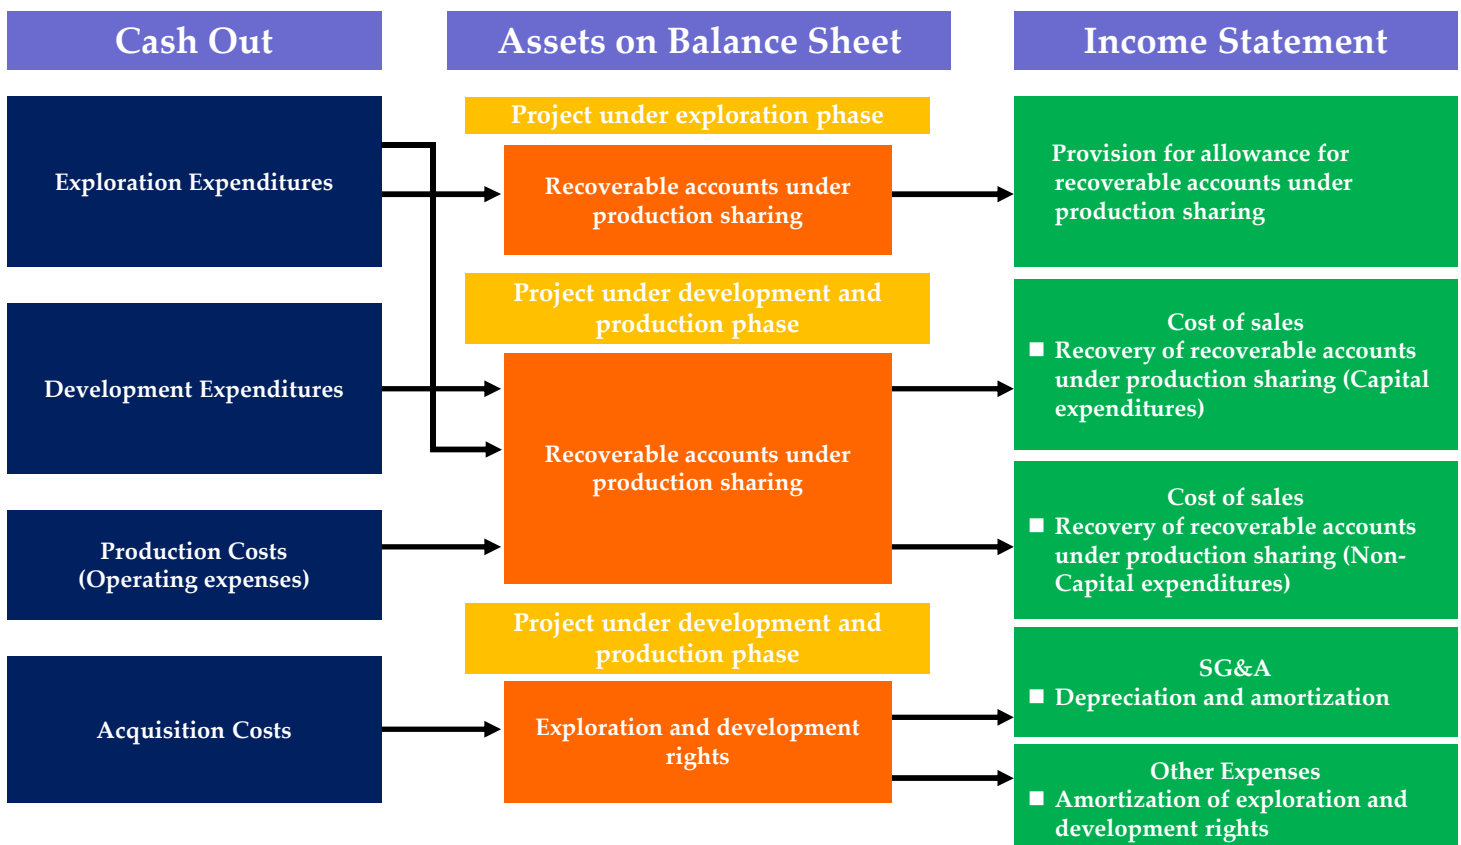 Cash Out
Assets on Balance Sheet
Income Statement
Exploration Expenditures
Development Expenditures
Production Costs
(Operating expenses)
Acquisition Costs
Project under exploration phase
Recoverable accounts under
production sharing
Project under development and
production phase
Recoverable accounts under
production sharing
Project under development and
production phase
Exploration and development
rights
Provision for allowance for
recoverable accounts under
production sharing
Cost of sales
■ Recovery of recoverable accounts
under production sharing (Capital
expenditures)
Cost of sales
■ Recovery of recoverable accounts
under production sharing (Non-
Capital expenditures)
SG&A
■ Depreciation and amortization
Other Expenses
■ Amortization of exploration and
development rights